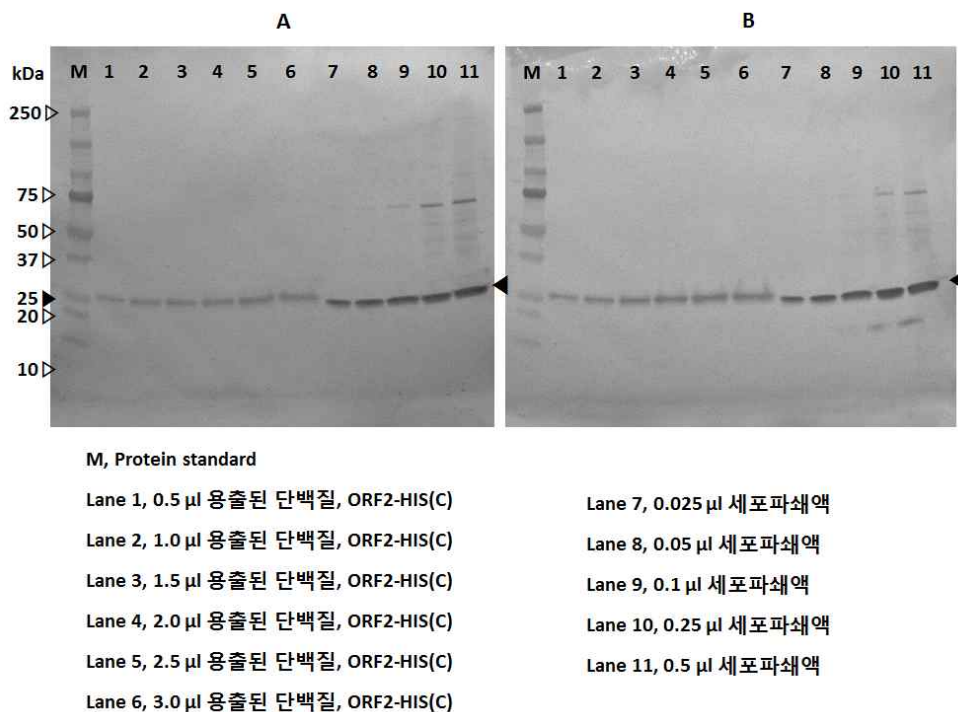 A
B
kDa M 1 2 3 4 5 6 7 8 9 10 11
M 1 2 3 4 5 6 7 8 9 10 11
250
75
50
37
25
20
10
M, Protein standard
Lane 1, 0.5 µl 용출된 단백질, ORF2-HIS(C)
Lane 2, 1.0 µl 용출된 단백질, ORF2-HIS(C)
Lane 3, 1.5 µl 용출된 단백질, ORF2-HIS(C)
Lane 4, 2.0 µl 용출된 단백질, ORF2-HIS(C)
Lane 5, 2.5 µl 용출된 단백질, ORF2-HIS(C)
Lane 6, 3.0 µl 용출된 단백질, ORF2-HIS(C)
Lane 7, 0.025 µl 세포파쇄액
Lane 8, 0.05 µl 세포파쇄액
Lane 9, 0.1 µl 세포파쇄액
Lane 10, 0.25 µl 세포파쇄액
Lane 11, 0.5 µl 세포파쇄액